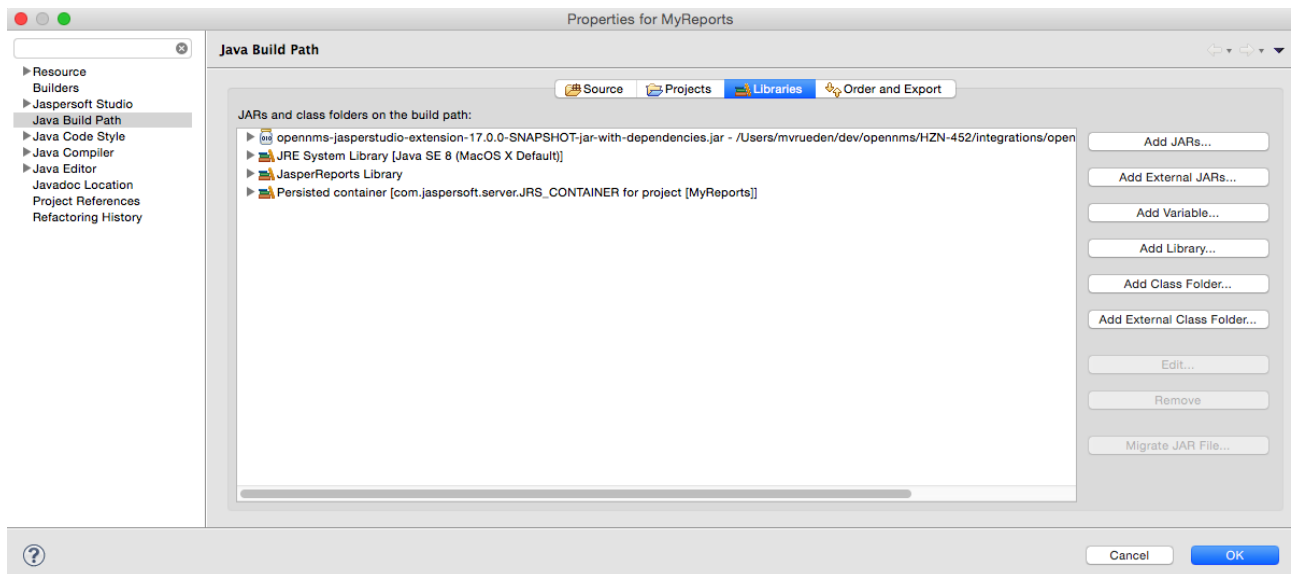 Properties for MyReports
Java Build Path
Resource
Builders
Jaspersoft Studio
Java Build Path
Java Code Style
Java Compiler
Java Editor
Javadoc Location
Project References
Refactoring History
Source Projects Libraries Order and Export
JARs and class folders on the build path:
opennms-jasperstudio-extension-17.0.0-SNAPSHOT-jar-with-dependencies.jar - /Users/mvrueden/dev/opennms/HZN-452/integrations/open
JRE System Library [Java SE 8 (MacOS X Default)]
JasperReports Library
Persisted container [com.jaspersoft.server.JRS_CONTAINER for project [MyReports]]
Add JARs...
Add External JARs...
Add Variable...
Add Library...
Add Class Folder...
Add External Class Folder...
Edit...
Remove
Migrate JAR File...
?
Cancel OK